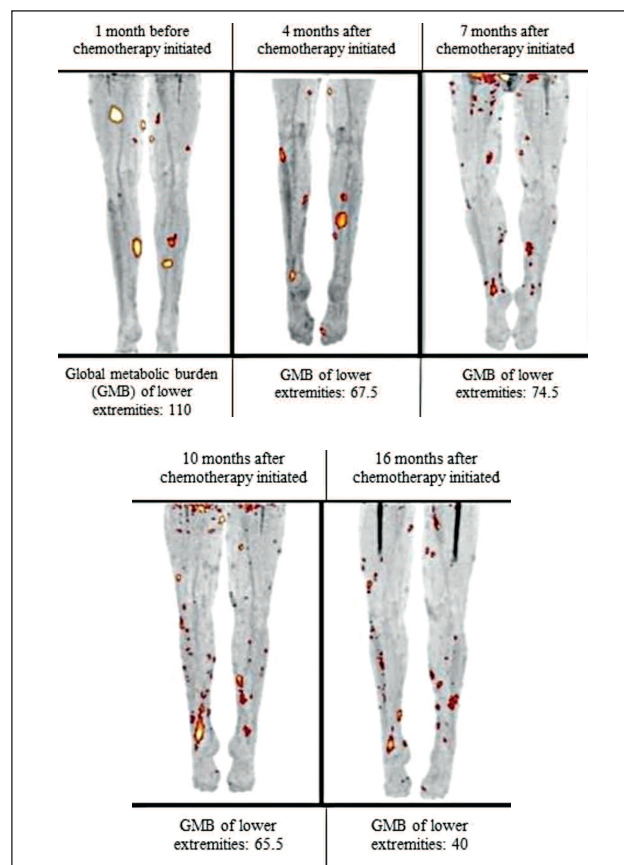 1 month before
chemotherapy initiated
4 months after
chemotherapy initiated
7 months after
chemotherapy initiated
Global metabolic burden
(GMB) of lower
extremities: 110
GMB of lower
extremities: 67.5
GMB of lower
extremities: 74.5
10 months after
chemotherapy initiated
16 months after
chemotherapy initiated
GMB of lower
extremities: 65.5
GMB of lower
extremities: 40